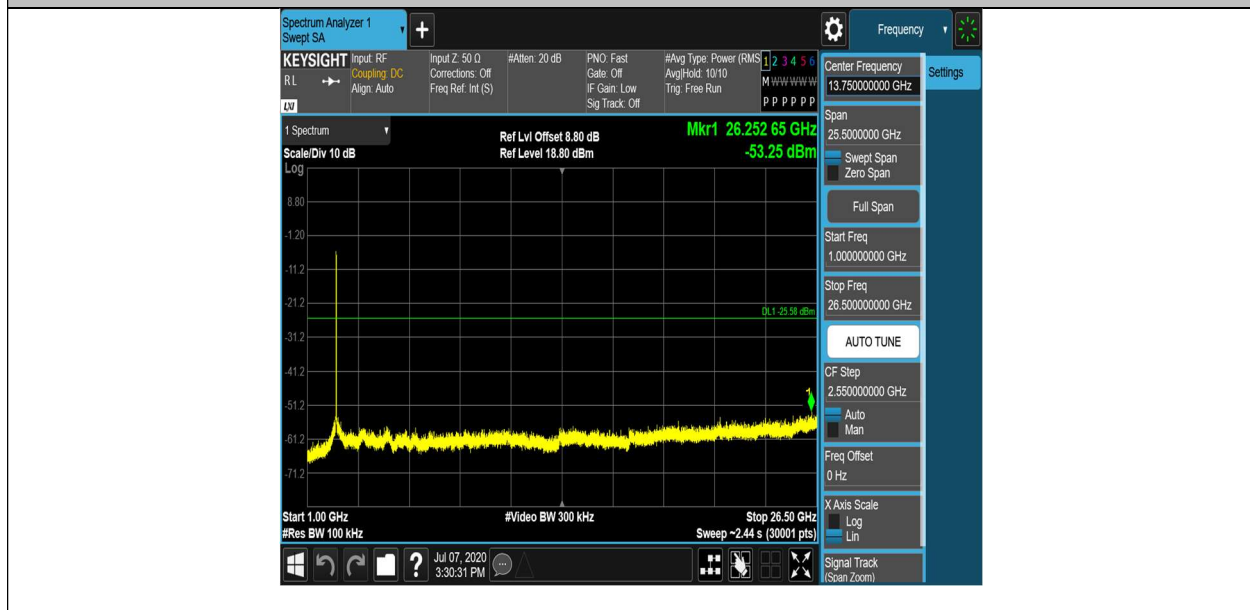 Spectrum Analyzer 1
Swept SA
Frequency
KEYSIGHT
RL
LXI
Input: RF
Coupling: DC
Align: Auto
Input Z: 50 Ω
Corrections: Off
Freq Ref: Int (S)
#Atten: 20 dB
PNO: Fast
Gate: Off
IF Gain: Low
Sig Track: Off
#Avg Type: Power (RMS
Avg|Hold: 10/10
Trig: Free Run
1 2 3 4 5 6
M W W W W W
P P P P P P
1 Spectrum
Scale/Div 10 dB
Log
Ref Lvl Offset 8.80 dB
Ref Level 18.80 dBm
Mkr1 26.252 65 GHz
-53.25 dBm
8.80
-1.20
-11.2
-21.2
DL1 -25.58 dBm
-31.2
-41.2
-51.2
1
-61.2
-71.2
Start 1.00 GHz
#Res BW 100 kHz
#Video BW 300 kHz
Stop 26.50 GHz
Sweep ~2.44 s (30001 pts)
Jul 07, 2020
3:30:31 PM
Center Frequency
13.750000000 GHz
Settings
Span
25.5000000 GHz
Swept Span
Zero Span
Full Span
Start Freq
1.000000000 GHz
Stop Freq
26.500000000 GHz
AUTO TUNE
CF Step
2.550000000 GHz
Auto
Man
Freq Offset
0 Hz
X Axis Scale
Log
Lin
Signal Track
(Span Zoom)